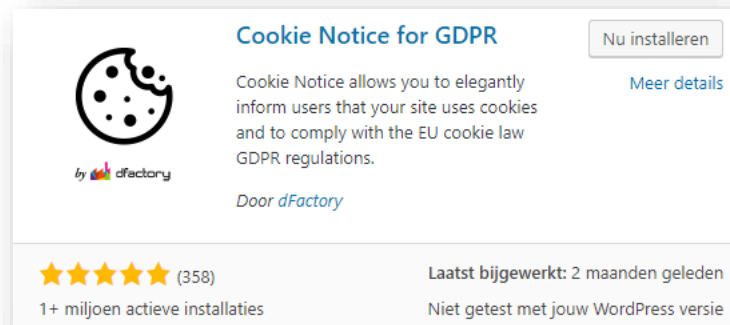 Cookie Notice for GDPR
Nu installeren
Meer details
Cookie Notice allows you to elegantly
inform users that your site uses cookies
and to comply with the EU cookie law
GDPR regulations.
by dfactory
Door dFactory
(358)
Laatst bijgewerkt: 2 maanden geleden
1+ miljoen actieve installaties
Niet getest met jouw WordPress versie